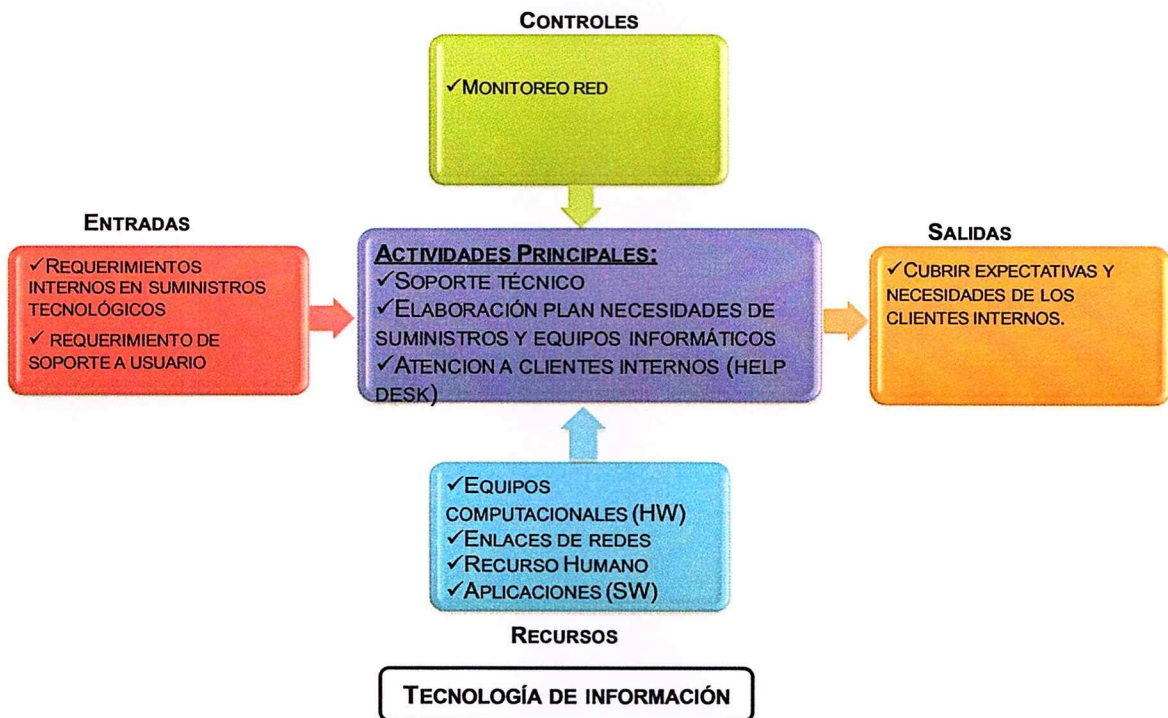 CONTROLES
✓MONITOREO RED
ENTRADAS
✓REQUERIMIENTOS
INTERNOS EN SUMINISTROS
TECNOLÓGICOS
✓ REQUERIMIENTO DE
SOPORTE A USUARIO
ACTIVIDADES PRINCIPALES:
✓SOPORTE TÉCNICO
✓ELABORACIÓN PLAN NECESIDADES DE
SUMINISTROS Y EQUIPOS INFORMÁTICOS
✓ATENCION A CLIENTES INTERNOS (HELP
DESK)
SALIDAS
✓CUBRIR EXPECTATIVAS Y
NECESIDADES DE LOS
CLIENTES INTERNOS.
✓EQUIPOS
COMPUTACIONALES (HW)
✓ENLACES DE REDES
✓RECURSO HUMANO
✓APLICACIONES (SW)
RECURSOS
TECNOLOGÍA DE INFORMACIÓN